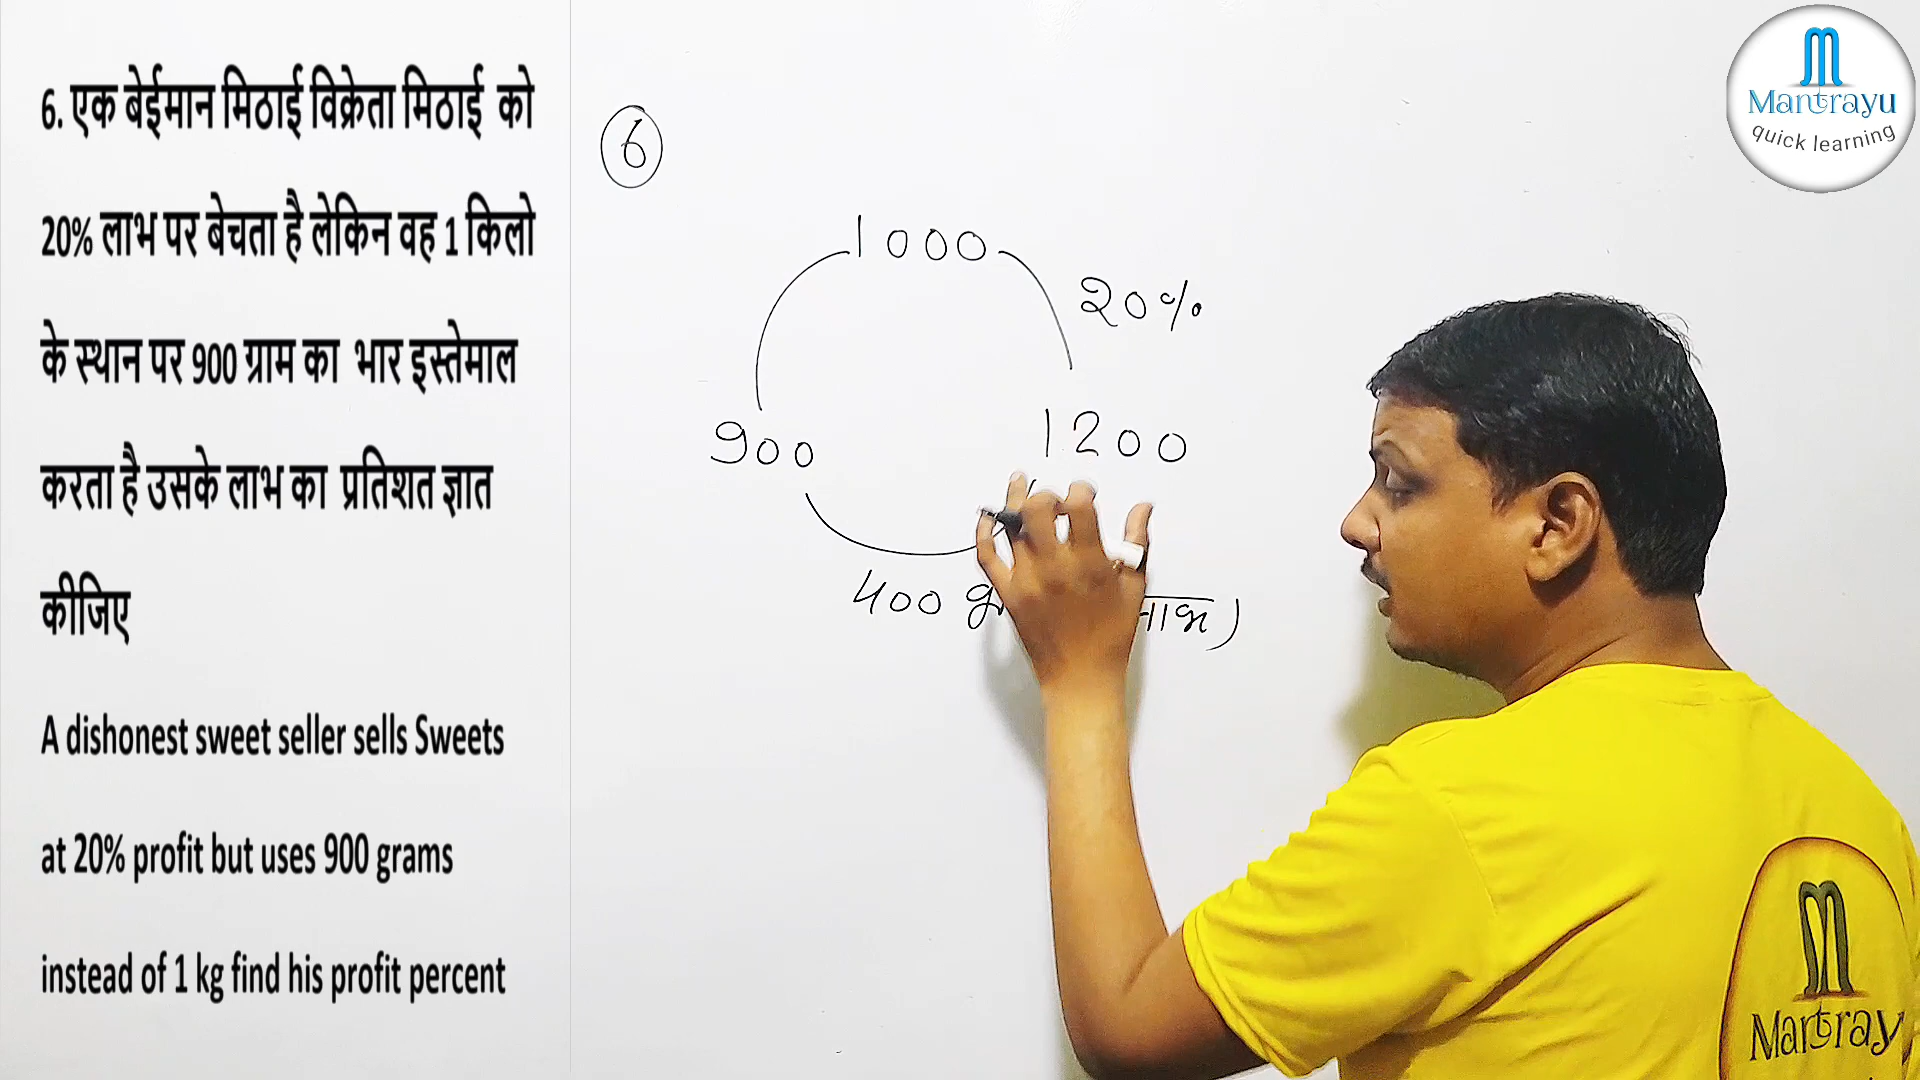 6. एक बेईमान मिठाई विक्रेता मिठाई को
20% लाभ पर बेचता है लेकिन वह 1 किलो
के स्थान पर 900 ग्राम का भार इस्तेमाल
करता है उसके लाभ का प्रतिशत ज्ञात
कीजिए
A dishonest sweet seller sells Sweets
at 20% profit but uses 900 grams
instead of 1 kg find his profit percent
6
1000
20%
900
1200
400
Mantrayu
quick learning
Mantray